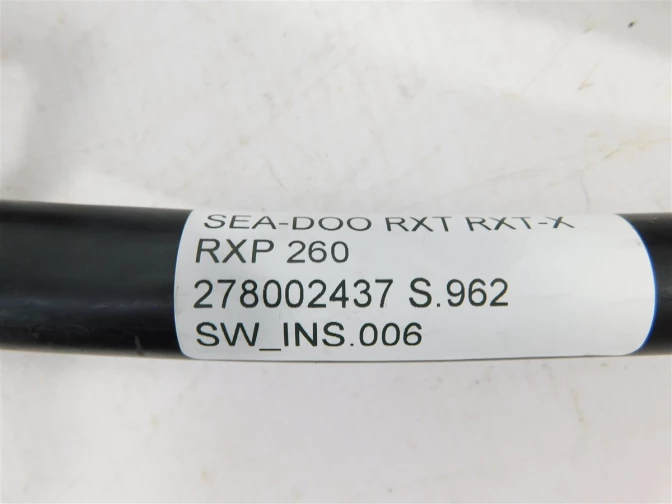 SEA-DOO RXT RXT-X
RXP 260
278002437 S.962
SW_INS.006